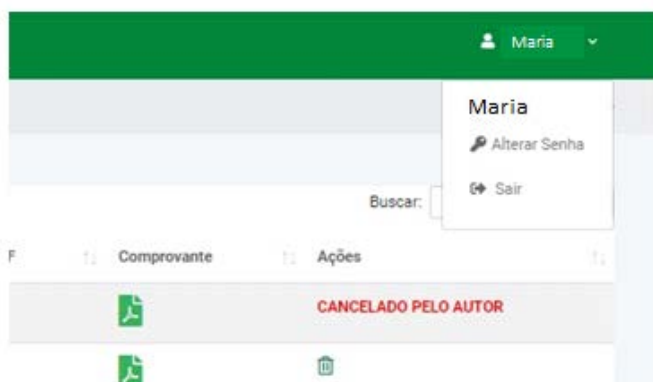 Maria
Maria
Alterar Senha
Sair
Buscar:
F Comprovante Ações
CANCELADO PELO AUTOR